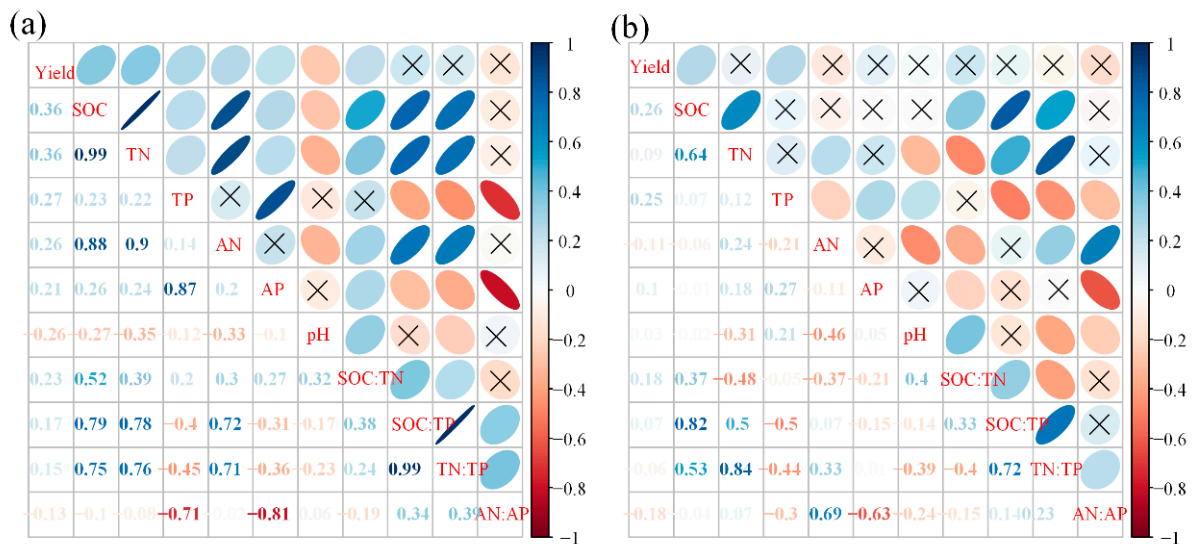 (a)
Yield
0.36 SOC
0.36 0.99 TN
0.27 0.23 0.22 TP
0.26 0.88 0.9 0.14 AN
0.21 0.26 0.24 0.87 0.2 AP
−0.26 −0.27 −0.35 −0.12 −0.33 −0.1 pH
0.23 0.52 0.39 0.2 0.3 0.27 0.32 SOC:TN
0.17 0.79 0.78 −0.4 0.72 −0.31 −0.17 0.38 SOC:TP
0.15 0.75 0.76 −0.45 0.71 −0.36 −0.23 0.24 0.99 TN:TP
−0.13 −0.1 −0.08 −0.71 −0.81 0.06 −0.19 0.34 0.39 AN:AP
1
0.8
0.6
0.4
0.2
0
−0.2
−0.4
−0.6
−0.8
−1
(b)
Yield
0.26 SOC
0.09 0.64 TN
0.25 0.07 0.12 TP
−0.11 −0.06 0.24 −0.21 AN
0.1 −0.01 0.18 0.27 −0.11 AP
0.03 −0.02 −0.31 0.21 −0.46 0.05 pH
0.18 0.37 −0.48 −0.05 −0.37 −0.21 0.4 SOC:TN
0.07 0.82 0.5 −0.5 0.07 −0.15 −0.14 0.33 SOC:TP
−0.06 0.53 0.84 −0.44 0.33 0.01 −0.39 −0.4 0.72 TN:TP
−0.18 −0.04 0.07 −0.3 0.69 −0.63 −0.24 −0.15 0.14 0.23 AN:AP
1
0.8
0.6
0.4
0.2
0
−0.2
−0.4
−0.6
−0.8
−1